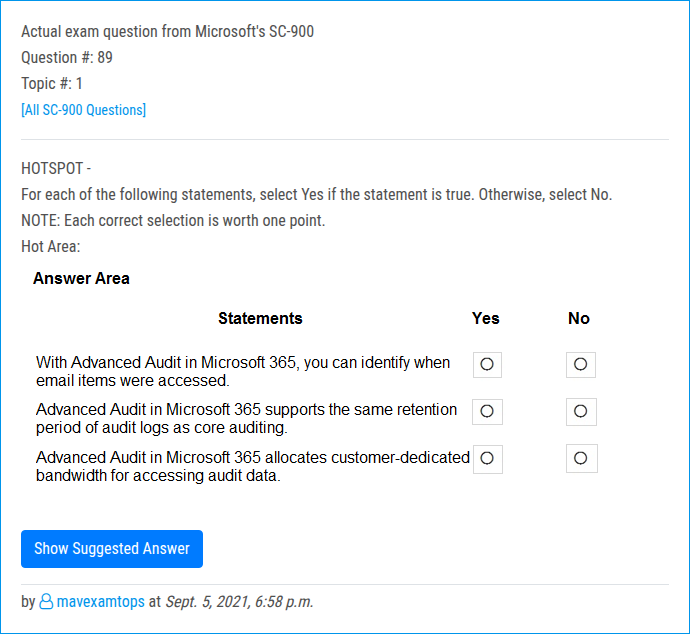 Actual exam question from Microsoft's SC-900
Question #: 89
Topic #: 1
[All SC-900 Questions]
HOTSPOT -
For each of the following statements, select Yes if the statement is true. Otherwise, select No.
NOTE: Each correct selection is worth one point.
Hot Area:
Answer Area
Statements Yes No
With Advanced Audit in Microsoft 365, you can identify when
email items were accessed.
Advanced Audit in Microsoft 365 supports the same retention
period of audit logs as core auditing.
Advanced Audit in Microsoft 365 allocates customer-dedicated
bandwidth for accessing audit data.
Show Suggested Answer
by mavexamtops at Sept. 5, 2021, 6:58 p.m.